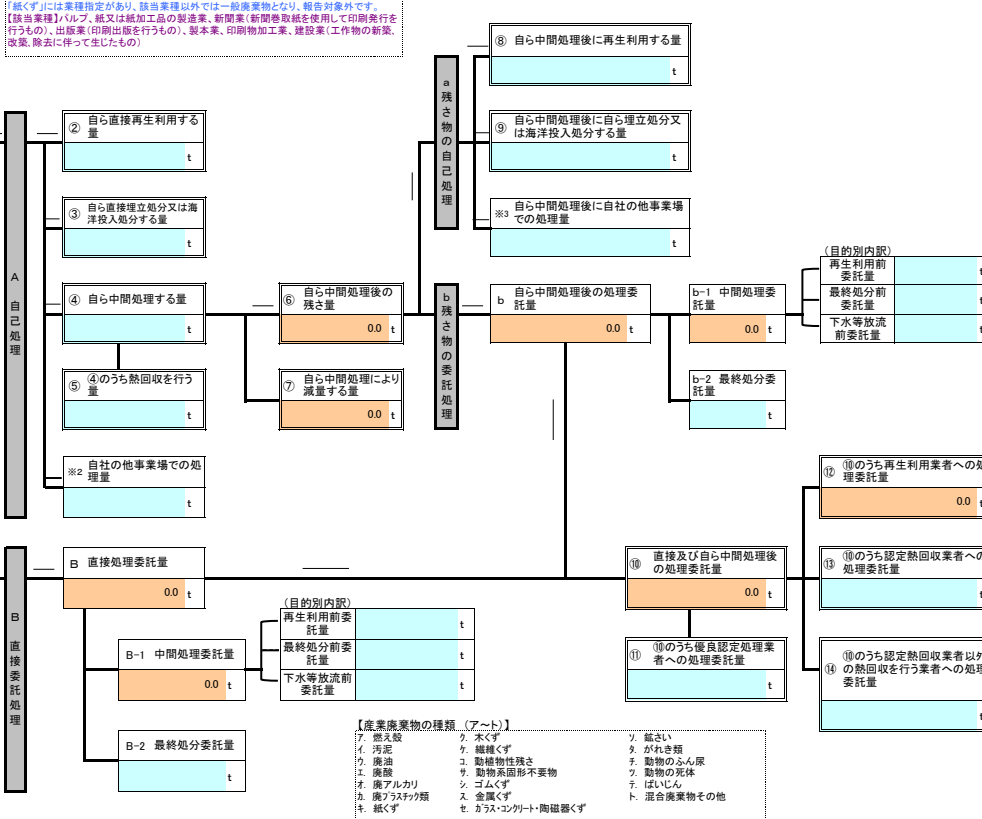 「紙くず」には業種指定があり、該当業種以外では一般廃棄物となり、報告対象外です。
【該当業種】パルプ、紙又は紙加工品の製造業、新聞業(新聞巻取紙を使用して印刷発行を
行うもの)、出版業(印刷出版を行うもの)、製本業、印刷物加工業、建設業(工作物の新築、
改築、除去に伴って生じたもの)
A 自己処理
② 自ら直接再生利用する
量
t
③ 自ら直接埋立処分又は海
洋投入処分する量
t
④ 自ら中間処理する量
t
⑤ ④のうち熱回収を行う
量
t
※2 自社の他事業場での処
理量
t
⑥ 自ら中間処理後の
残さ量
0.0 t
⑦ 自ら中間処理により
減量する量
0.0 t
a 残さ物の自己処理
⑧ 自ら中間処理後に再生利用する量
t
⑨ 自ら中間処理後に自ら埋立処分又
は海洋投入処分する量
t
※3 自ら中間処理後に自社の他事業場
での処理量
t
b 残さ物の委託処理
b 自ら中間処理後の処理委
託量
0.0 t
b-1 中間処理委
託量
0.0 t
(目的別内訳)
再生利用前
委託量
t
最終処分前
委託量
t
下水等放流
前委託量
t
b-2 最終処分委
託量
t
B 直接委託処理
B 直接処理委託量
0.0 t
B-1 中間処理委託量
0.0 t
(目的別内訳)
再生利用前委
託量
t
最終処分前委
託量
t
下水等放流前
委託量
t
B-2 最終処分委託量
t
⑩ 直接及び自ら中間処理後
の処理委託量
0.0 t
⑪ ⑩のうち優良認定処理業
者への処理委託量
t
⑫ ⑩のうち再生利用業者への処
理委託量
0.0 t
⑬ ⑩のうち認定熱回収業者への
処理委託量
t
⑭ ⑩のうち認定熱回収業者以外
の熱回収を行う業者への処理
委託量
t
【産業廃棄物の種類 (ア～ト)】
ア. 燃え殻 ク. 木くず ソ. 鉱さい
イ. 汚泥 ケ. 繊維くず タ. がれき類
ウ. 廃油 コ. 動植物性残さ チ. 動物のふん尿
エ. 廃酸 サ. 動物系固形不要物 ツ. 動物の死体
オ. 廃アルカリ シ. ゴムくず テ. ばいじん
カ. 廃プラスチック類 ス. 金属くず ト. 混合廃棄物その他
キ. 紙くず セ. ガラス・コンクリート・陶磁器くず